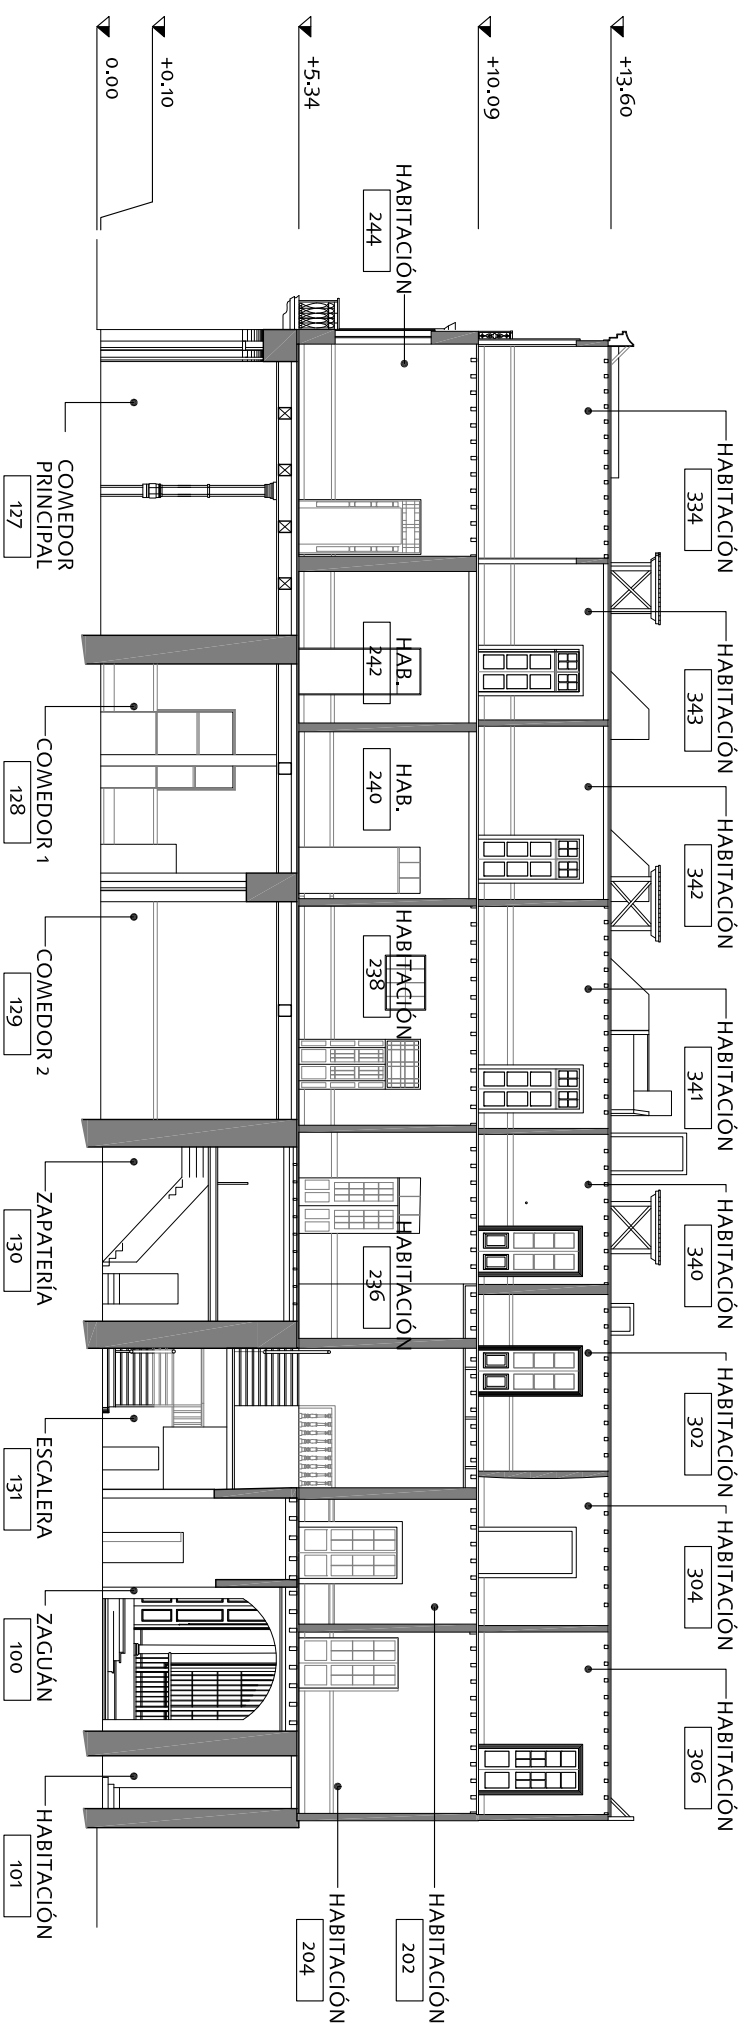 +13.60
+10.09
+5.34
+0.10
0.00
HABITACIÓN
334
HABITACIÓN
343
HABITACIÓN
342
HABITACIÓN
341
HABITACIÓN
340
HABITACIÓN
302
HABITACIÓN
304
HABITACIÓN
306
HABITACIÓN
244
HAB.
242
HAB.
240
HABITACIÓN
238
HABITACIÓN
236
HABITACIÓN
202
HABITACIÓN
204
COMEDOR
PRINCIPAL
127
COMEDOR 1
128
COMEDOR 2
129
ZAPATERÍA
130
ESCALERA
131
ZAGUÁN
100
HABITACIÓN
101